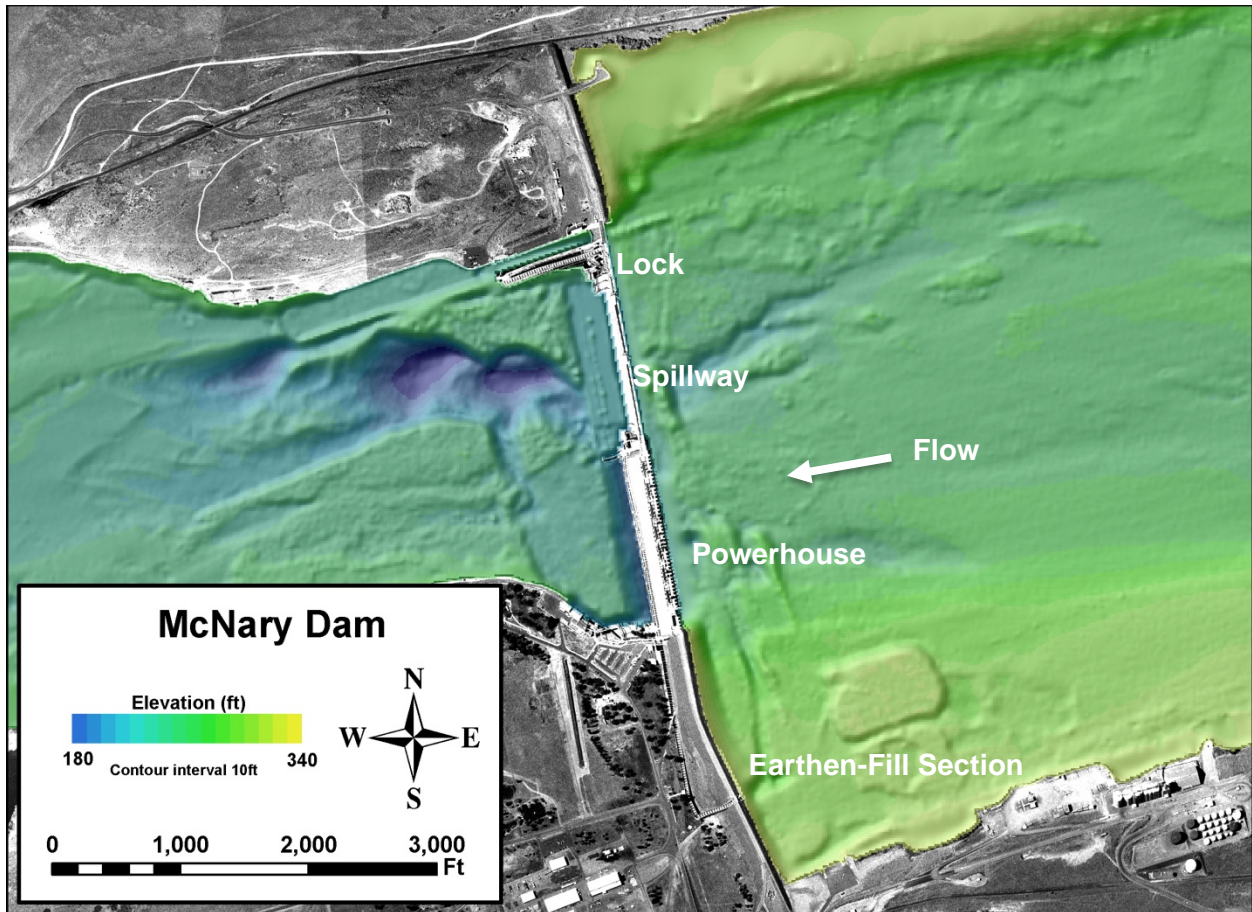 Lock
Spillway
Flow
Powerhouse
Earthen-Fill Section
McNary Dam
Elevation (ft)
180 340
Contour interval 10ft
N
W E
S
0 1,000 2,000 3,000
Ft